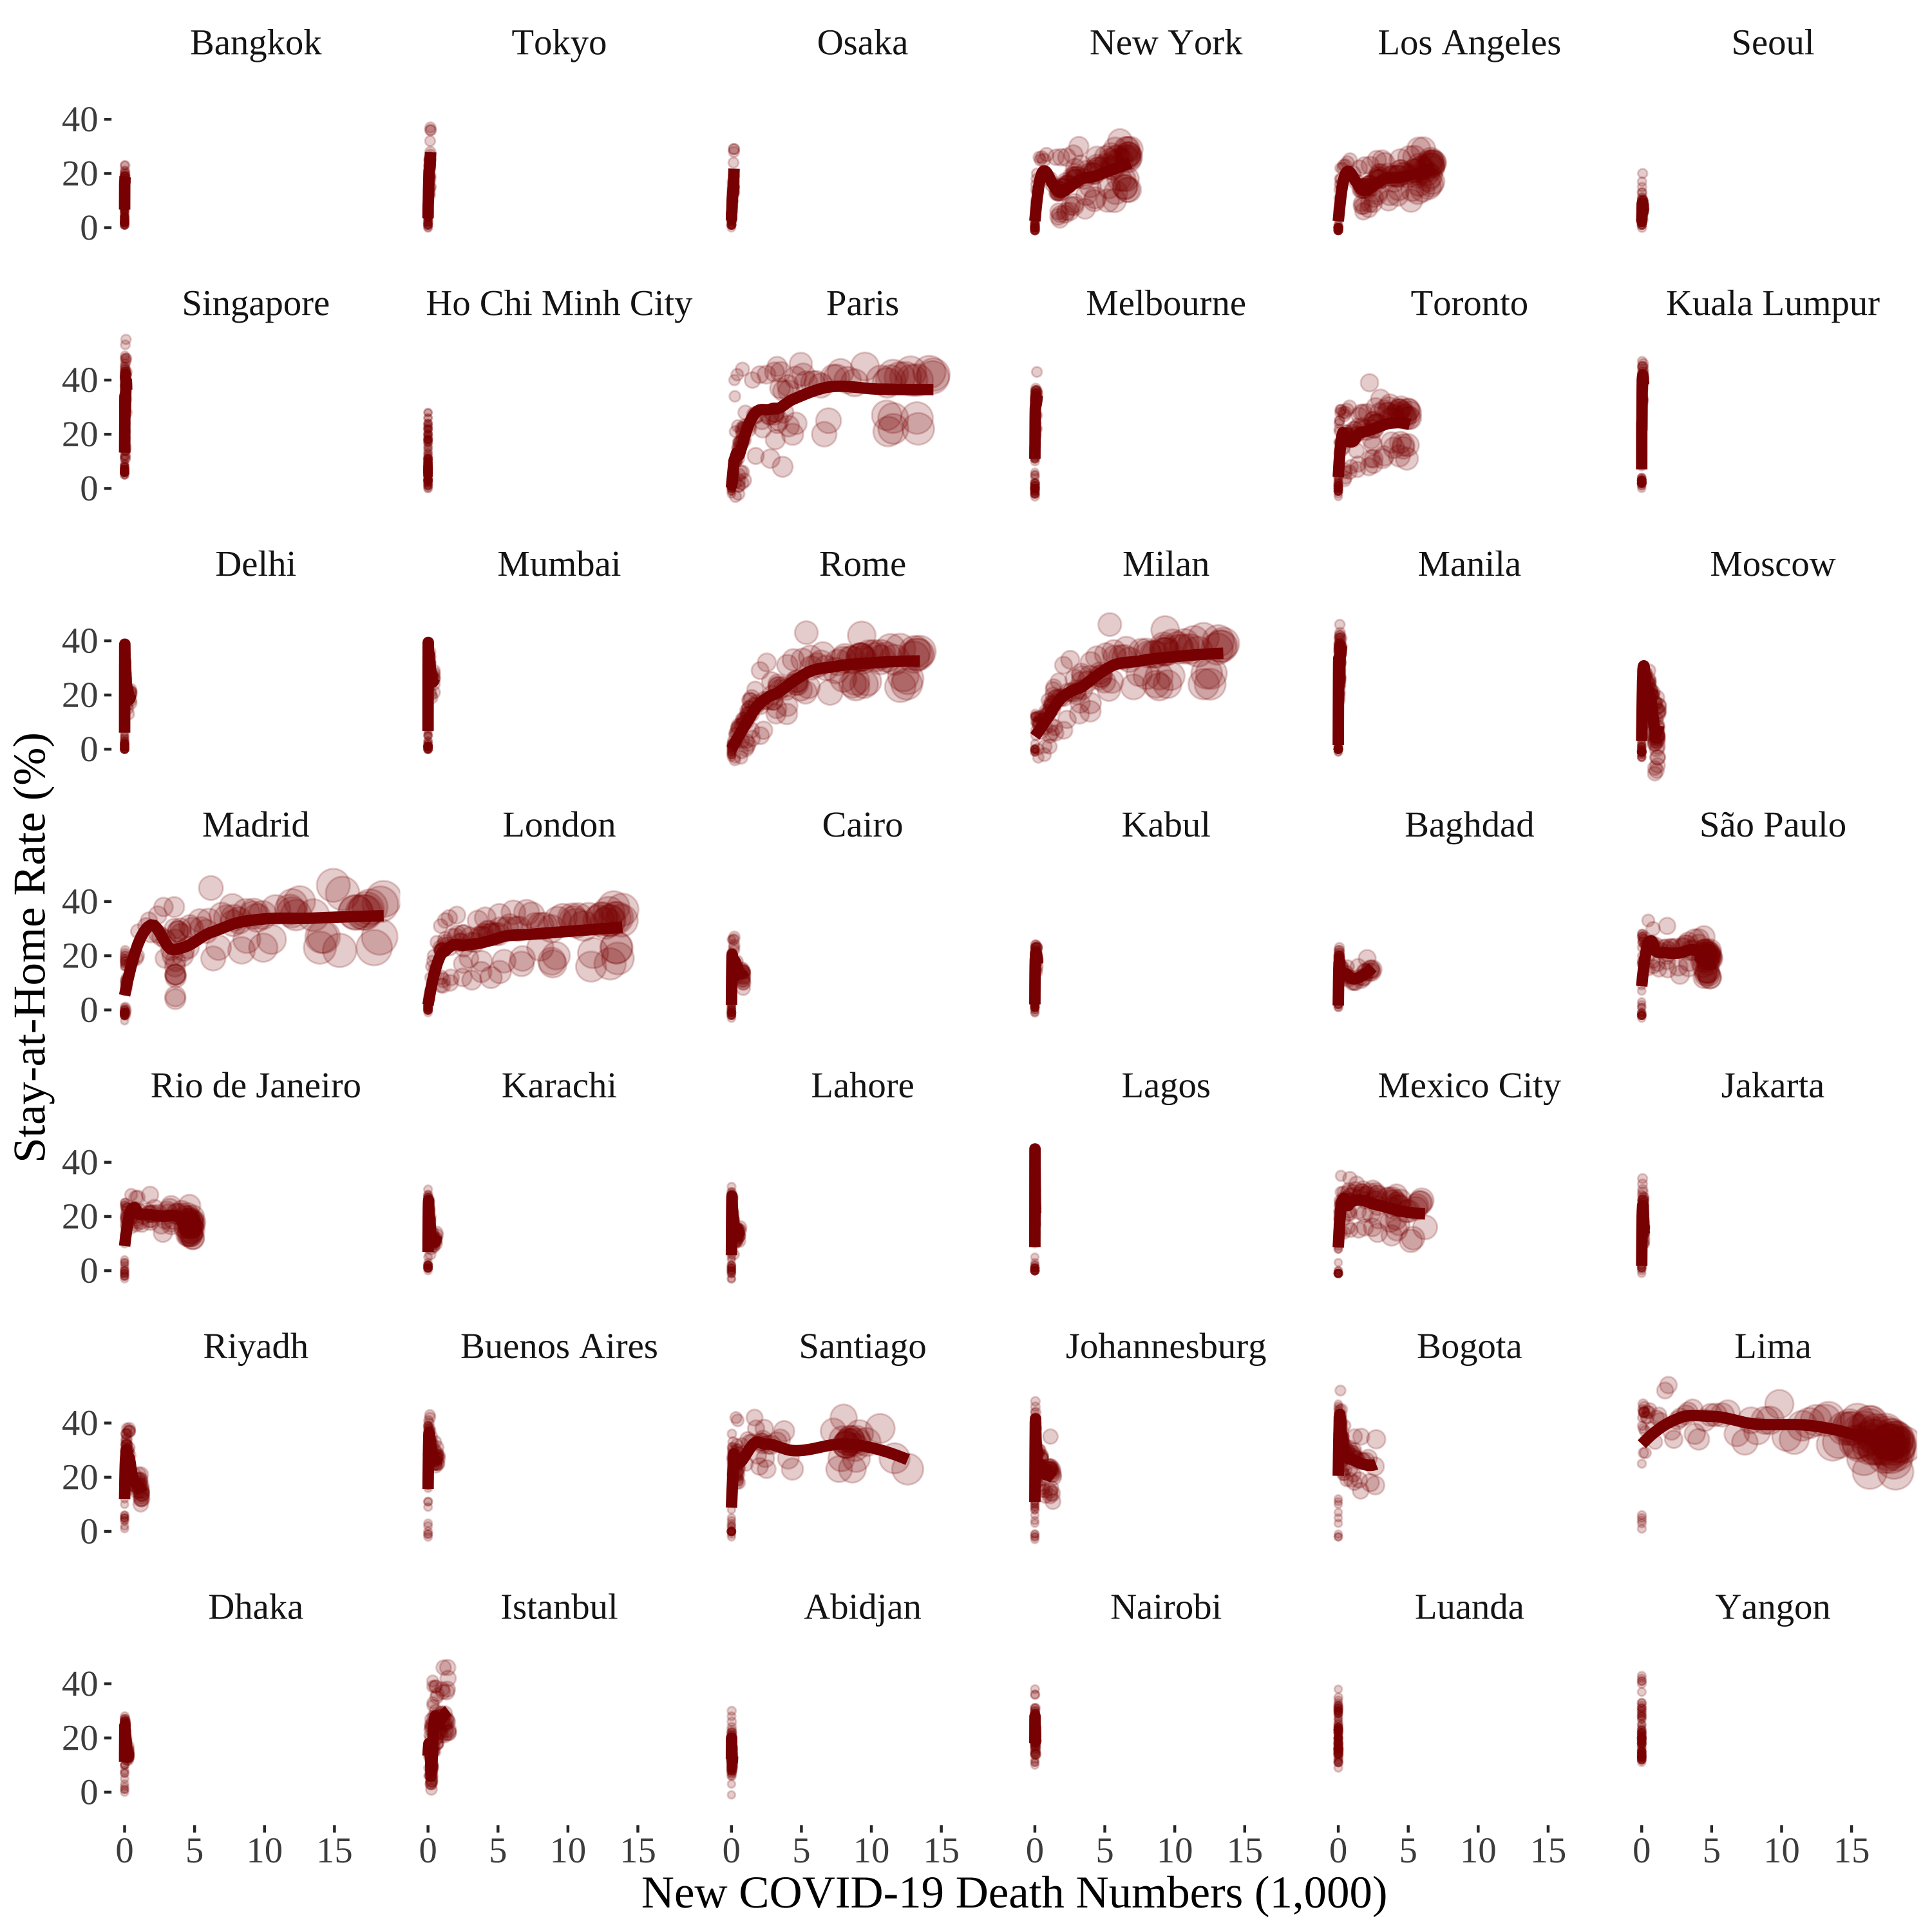 Bangkok Tokyo Osaka New York Los Angeles Seoul
40
20
0
Singapore Ho Chi Minh City Paris Melbourne Toronto Kuala Lumpur
40
20
0
Delhi Mumbai Rome Milan Manila Moscow
40
20
0
Stay-at-Home Rate (%)
Madrid London Cairo Kabul Baghdad São Paulo
40
20
0
Rio de Janeiro Karachi Lahore Lagos Mexico City Jakarta
40
20
0
Riyadh Buenos Aires Santiago Johannesburg Bogota Lima
40
20
0
Dhaka Istanbul Abidjan Nairobi Luanda Yangon
40
20
0
0 5 10 15 0 5 10 15 0 5 10 15 0 5 10 15 0 5 10 15 0 5 10 15
New COVID-19 Death Numbers (1,000)